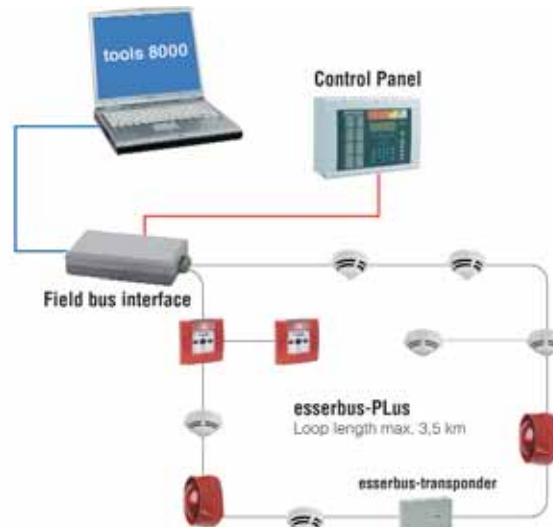 tools 8000
Control Panel
Field bus interface
esserbus-PLus
Loop length max. 3,5 km
esserbus-transponder